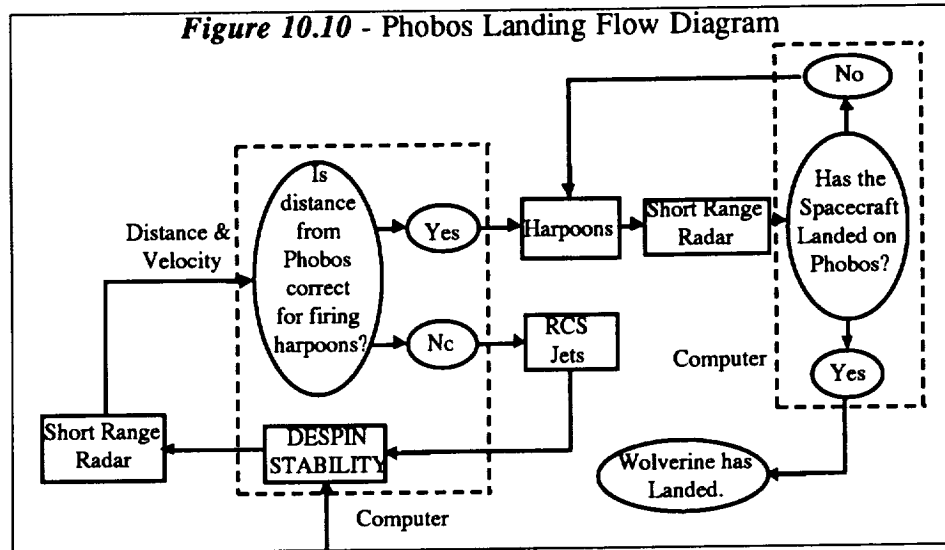 Figure 10.10 - Phobos Landing Flow Diagram
No
Is
distance
from
Phobos
correct
for firing
harpoons?
Distance &
Velocity
Yes
Harpoons
Short Range
Radar
Has the
Spacecraft
Landed on
Phobos?
Nc
RCS
Jets
Computer
Yes
Short Range
Radar
DESPIN
STABILITY
Wolverine has
Landed.
Computer